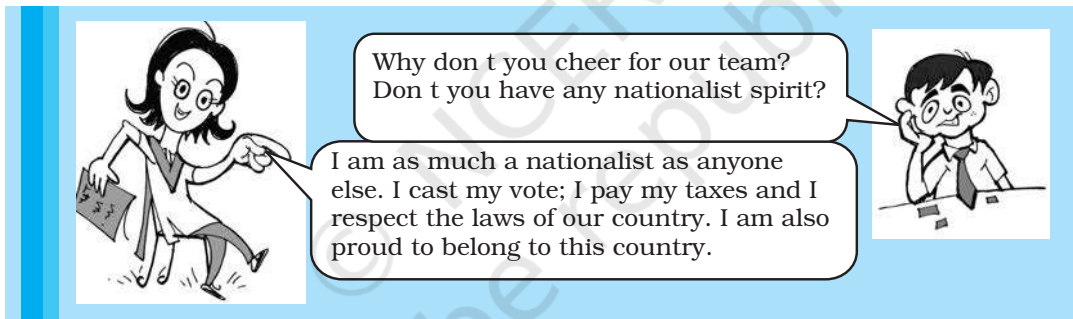 Why don t you cheer for our team?
Don t you have any nationalist spirit?
I am as much a nationalist as anyone
else. I cast my vote; I pay my taxes and I
respect the laws of our country. I am also
proud to belong to this country.